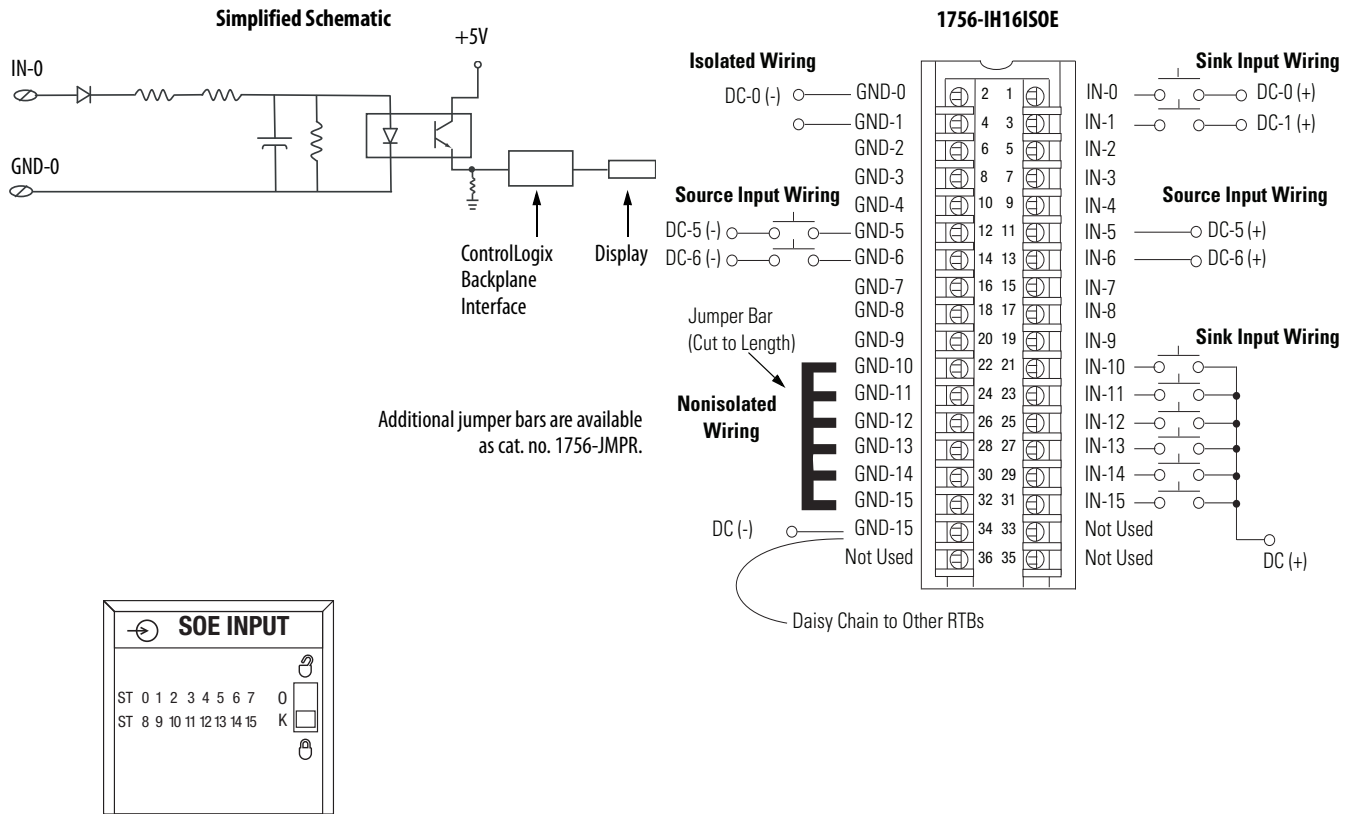 Simplified Schematic
+5V
IN-0
GND-0
ControlLogix
Backplane
Interface
Display
Additional jumper bars are available
as cat. no. 1756-JMPR.
1756-IH16ISOE
Isolated Wiring
Sink Input Wiring
DC-0 (-) GND-0 2 1 IN-0 DC-0 (+)
GND-1 4 3 IN-1 DC-1 (+)
GND-2 6 5 IN-2
GND-3 8 7 IN-3
Source Input Wiring
Source Input Wiring
GND-4 10 9 IN-4
DC-5 (-) GND-5 12 11 IN-5 DC-5 (+)
DC-6 (-) GND-6 14 13 IN-6 DC-6 (+)
GND-7 16 15 IN-7
GND-8 18 17 IN-8
Jumper Bar
(Cut to Length)
GND-9 20 19 IN-9
Sink Input Wiring
GND-10 22 21 IN-10
GND-11 24 23 IN-11
Nonisolated
Wiring
GND-12 26 25 IN-12
GND-13 28 27 IN-13
GND-14 30 29 IN-14
GND-15 32 31 IN-15
DC (-) GND-15 34 33 Not Used
Not Used 36 35 Not Used
DC (+)
Daisy Chain to Other RTBs
SOE INPUT
ST 0 1 2 3 4 5 6 7 O
ST 8 9 10 11 12 13 14 15 K